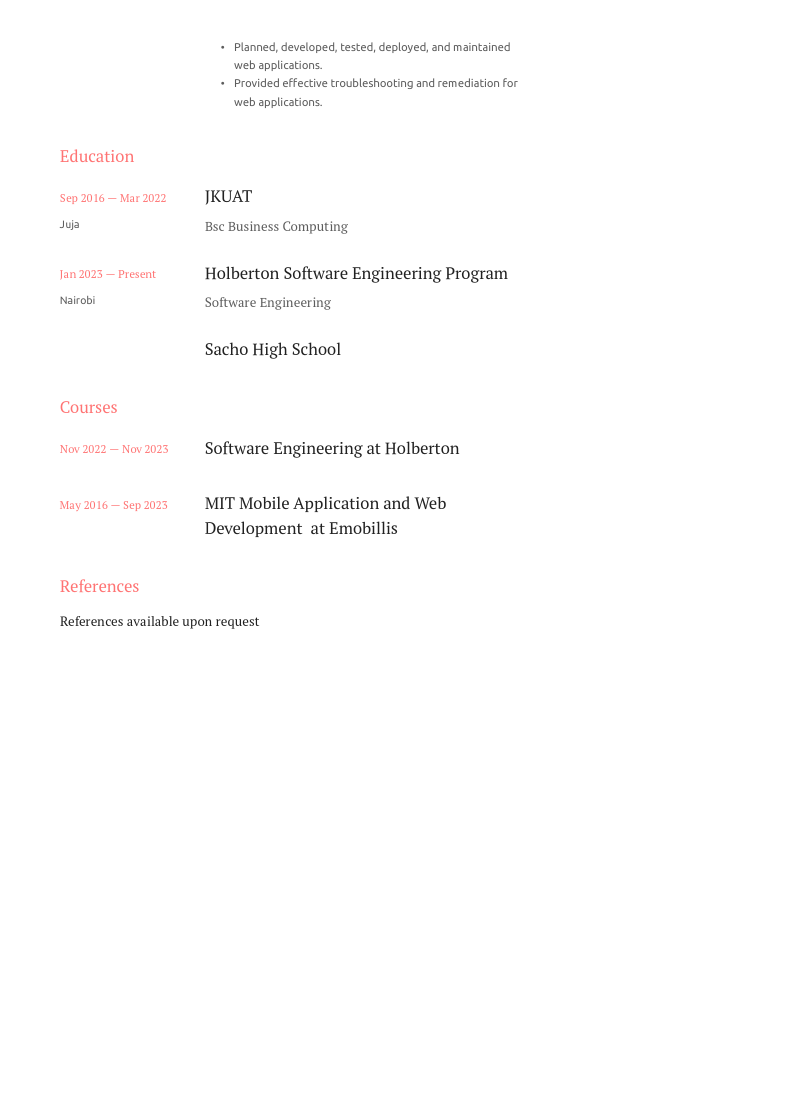 • Planned, developed, tested, deployed, and maintained
web applications.
• Provided effective troubleshooting and remediation for
web applications.
Education
Sep 2016 — Mar 2022
JKUAT
Juja
Bsc Business Computing
Jan 2023 — Present
Holberton Software Engineering Program
Nairobi
Software Engineering
Sacho High School
Courses
Nov 2022 — Nov 2023
Software Engineering at Holberton
May 2016 — Sep 2023
MIT Mobile Application and Web
Development  at Emobillis
References
References available upon request